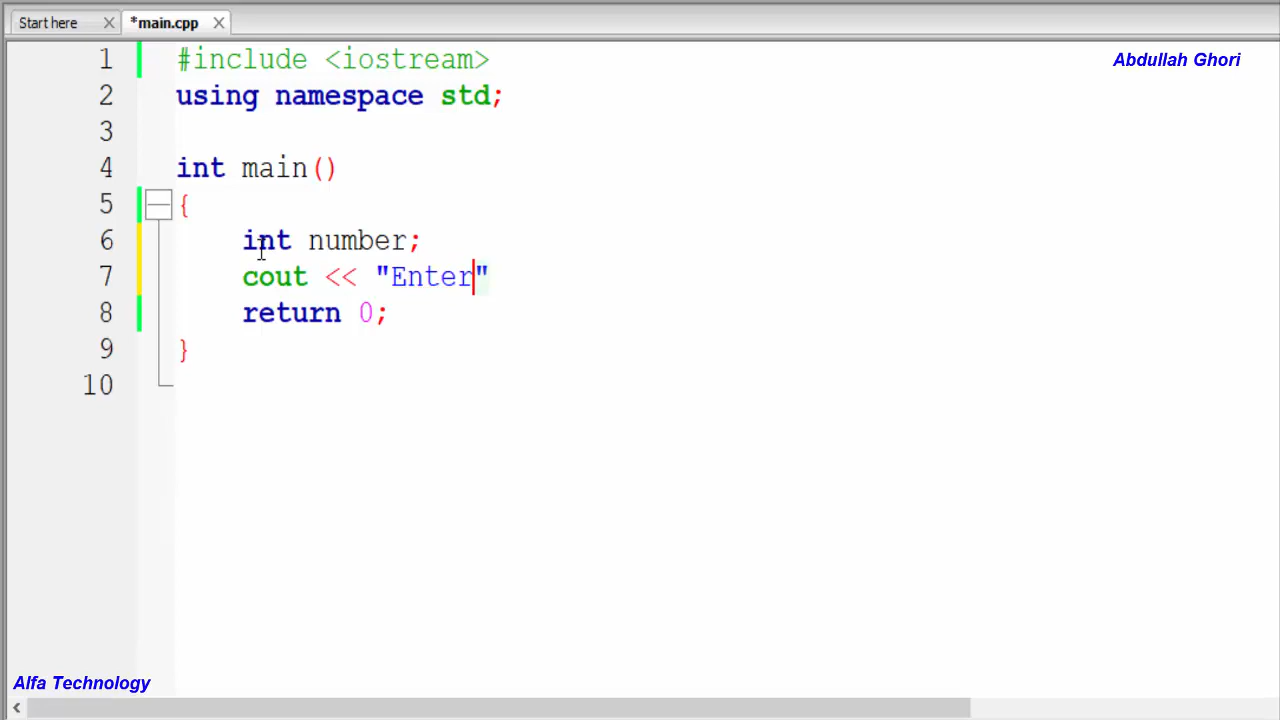 Start here *main.cpp
1 #include <iostream>
Abdullah Ghori
2 using namespace std;
3
4 int main()
5 {
6 int number;
7 cout << "Enter"
8 return 0;
9 }
10
Alfa Technology